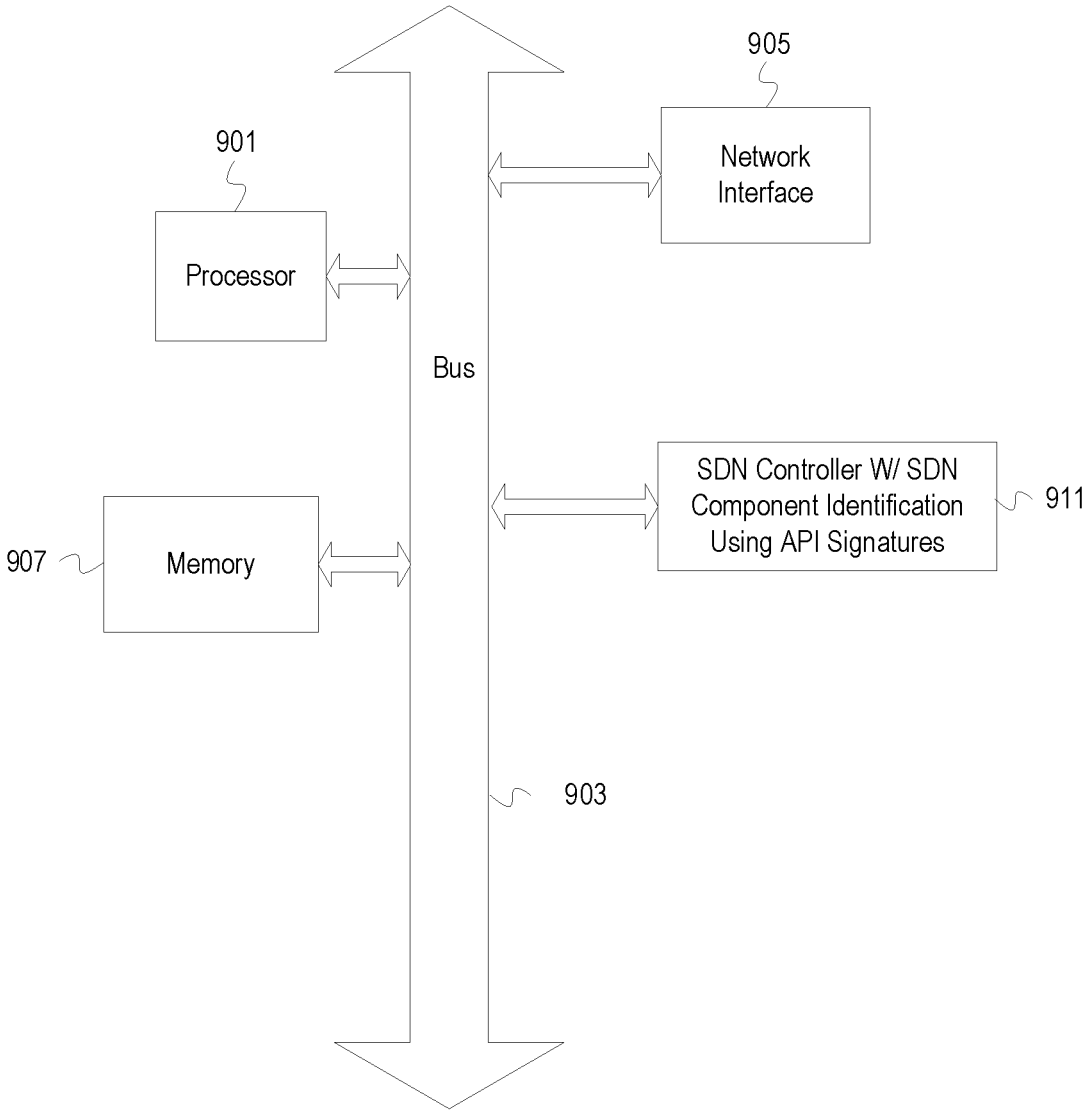 905
Network
Interface
901
Processor
Bus
SDN Controller W/ SDN
Component Identification
Using API Signatures
911
907
Memory
903